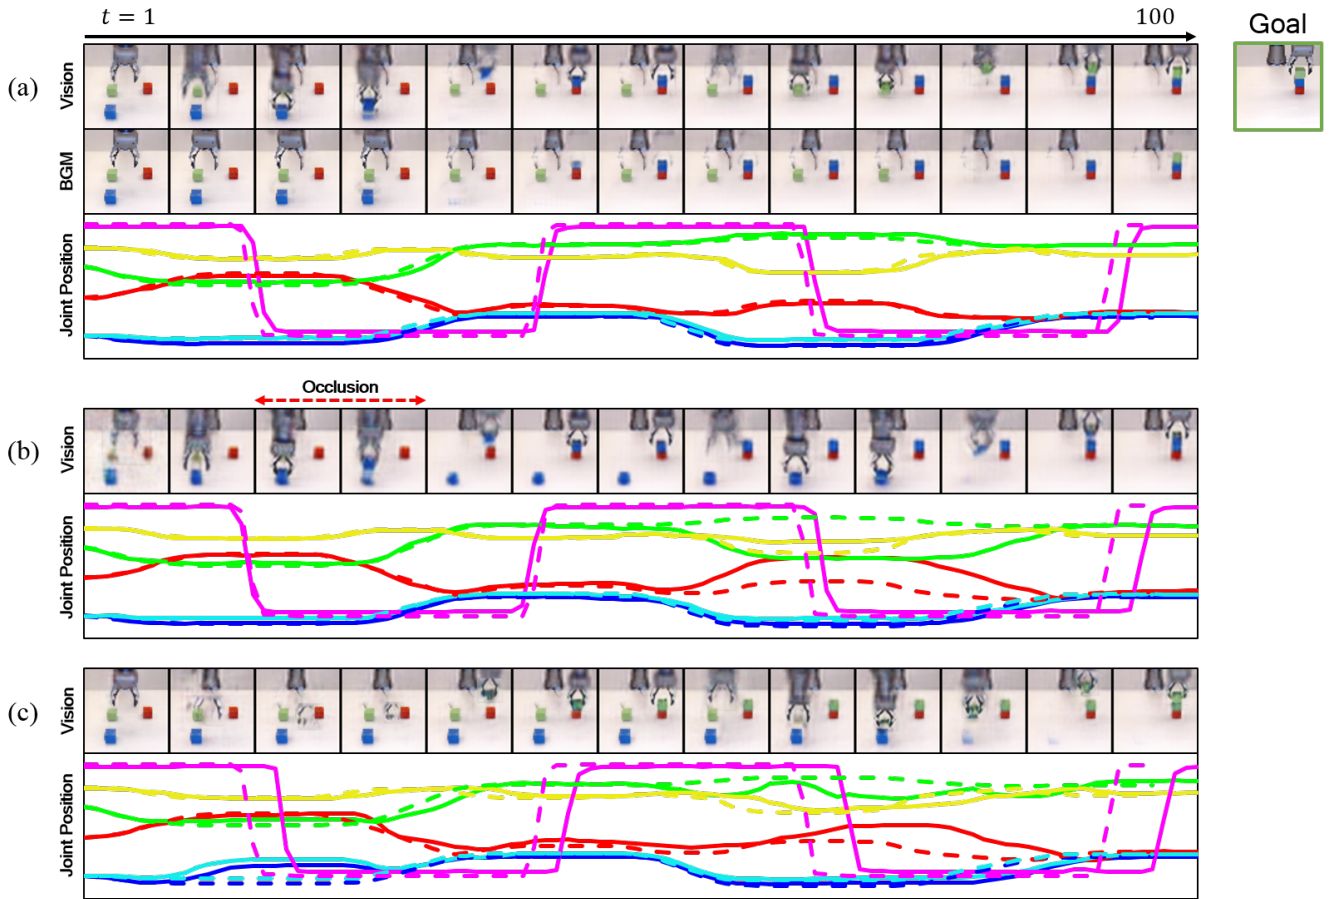 t = 1
100
Goal
(a)
Vision
BGM
Joint Position
Occlusion
(b)
Vision
Joint Position
(c)
Vision
Joint Position